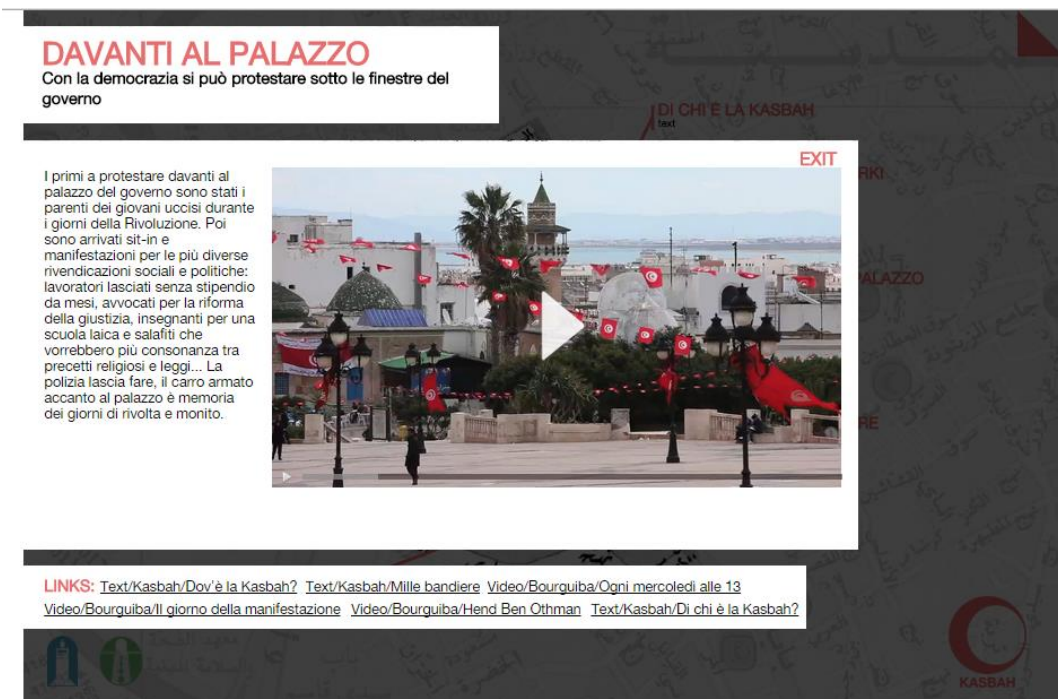 DAVANTI AL PALAZZO
Con la democrazia si può protestare sotto le finestre del
governo
DI CHI È LA KASBAH
text
EXIT
RKI
I primi a protestare davanti al
palazzo del governo sono stati i
parenti dei giovani uccisi durante
i giorni della Rivoluzione. Poi
sono arrivati sit-in e
manifestazioni per le più diverse
rivendicazioni sociali e politiche:
lavoratori lasciati senza stipendio
da mesi, avvocati per la riforma
della giustizia, insegnanti per una
scuola laica e salafiti che
vorrebbero più consonanza tra
precetti religiosi e leggi... La
polizia lascia fare, il carro armato
accanto al palazzo è memoria
dei giorni di rivolta e monito.
PALAZZO
RE
LINKS: Text/Kasbah/Dov'è la Kasbah? Text/Kasbah/Mille bandiere Video/Bourguiba/Ogni mercoledì alle 13
Video/Bourguiba/Il giorno della manifestazione Video/Bourguiba/Hend Ben Othman Text/Kasbah/Di chi è la Kasbah?
KASBAH